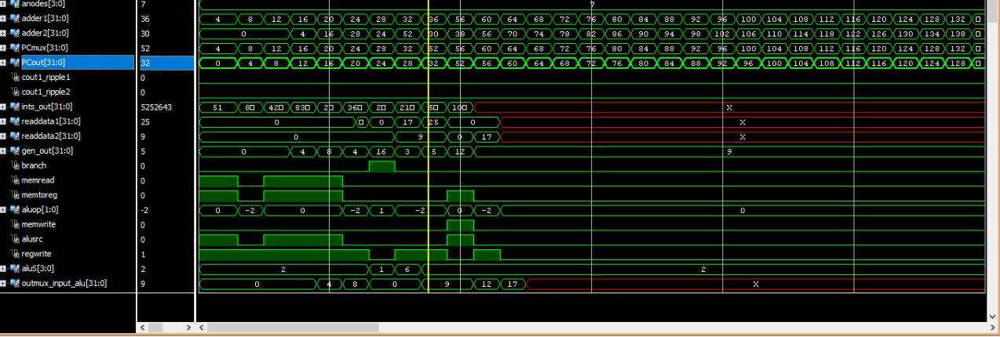 anodes[3:0] 7 7
adder1[31:0] 36 4 8 12 16 20 24 28 32 36 56 60 64 68 72 76 80 84 88 92 96 100 104 108 112 116 120 124 128 132
adder2[31:0] 30 0 4 16 28 24 52 30 38 56 70 74 78 82 86 90 94 98 102 106 110 114 118 122 126 130 134 138
PCmux[31:0] 52 4 8 12 16 20 24 28 32 52 56 60 64 68 72 76 80 84 88 92 96 100 104 108 112 116 120 124 128 132
PCout[31:0] 32 0 4 8 12 16 20 24 28 32 52 56 60 64 68 72 76 80 84 88 92 96 100 104 108 112 116 120 124 128
cout1_ripple1 0
cout1_ripple2 0
ints_out[31:0] 5252643 51 8 42 83 2 36 2 21 5 10 X
readdata1[31:0] 25 0 0 17 25 0 X
readdata2[31:0] 9 0 9 0 17 X
gen_out[31:0] 5 0 4 8 4 16 3 5 12 9
branch 0
memread 0
memtoreg 0
aluop[1:0] -2 0 -2 0 -2 1 -2 0 -2 0
memwrite 0
alusrc 0
regwrite 1
aluS[3:0] 2 2 1 6 2
outmux_input_alu[31:0] 9 0 4 8 0 9 12 17 X